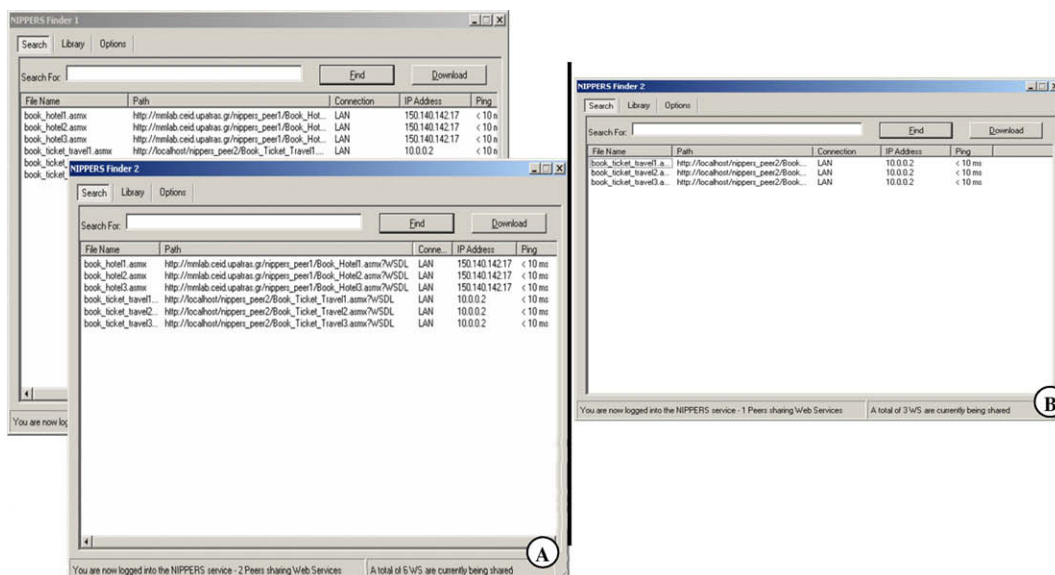 NIPPERS Finder 1
Search Library Options
Search For: Find Download
File Name Path Connection IP Address Ping
book_hotel1.asmx http://mmlab.ceid.upatras.gr/nippers_peer1/Book_Hot... LAN 150.140.142.17 < 10 m
book_hotel2.asmx http://mmlab.ceid.upatras.gr/nippers_peer1/Book_Hot... LAN 150.140.142.17 < 10 m
book_hotel3.asmx http://mmlab.ceid.upatras.gr/nippers_peer1/Book_Hot... LAN 150.140.142.17 < 10 m
book_ticket_travel1.asmx http://localhost/nippers_peer2/Book_Ticket_Travel1.... LAN 10.0.0.2 < 10 m
book_ticket_
book_ticket_
You are now log
NIPPERS Finder 2
Search Library Options
Search For: Find Download
File Name Path Conne... IP Address Ping
book_hotel1.asmx http://mmlab.ceid.upatras.gr/nippers_peer1/Book_Hotel1.asmx?WSDL LAN 150.140.142.17 < 10 ms
book_hotel2.asmx http://mmlab.ceid.upatras.gr/nippers_peer1/Book_Hotel2.asmx?WSDL LAN 150.140.142.17 < 10 ms
book_hotel3.asmx http://mmlab.ceid.upatras.gr/nippers_peer1/Book_Hotel3.asmx?WSDL LAN 150.140.142.17 < 10 ms
book_ticket_travel1... http://localhost/nippers_peer2/Book_Ticket_Travel1.asmx?WSDL LAN 10.0.0.2 < 10 ms
book_ticket_travel2... http://localhost/nippers_peer2/Book_Ticket_Travel2.asmx?WSDL LAN 10.0.0.2 < 10 ms
book_ticket_travel3... http://localhost/nippers_peer2/Book_Ticket_Travel3.asmx?WSDL LAN 10.0.0.2 < 10 ms
A
You are now logged into the NIPPERS service - 2 Peers sharing Web Services A total of 6 WS are currently being shared
NIPPERS Finder 2
Search Library Options
Search For: Find Download
File Name Path Connection IP Address Ping
book_ticket_travel1.a... http://localhost/nippers_peer2/Book... LAN 10.0.0.2 < 10 ms
book_ticket_travel2.a... http://localhost/nippers_peer2/Book... LAN 10.0.0.2 < 10 ms
book_ticket_travel3.a... http://localhost/nippers_peer2/Book... LAN 10.0.0.2 < 10 ms
B
You are now logged into the NIPPERS service - 1 Peers sharing Web Services A total of 3 WS are currently being shared